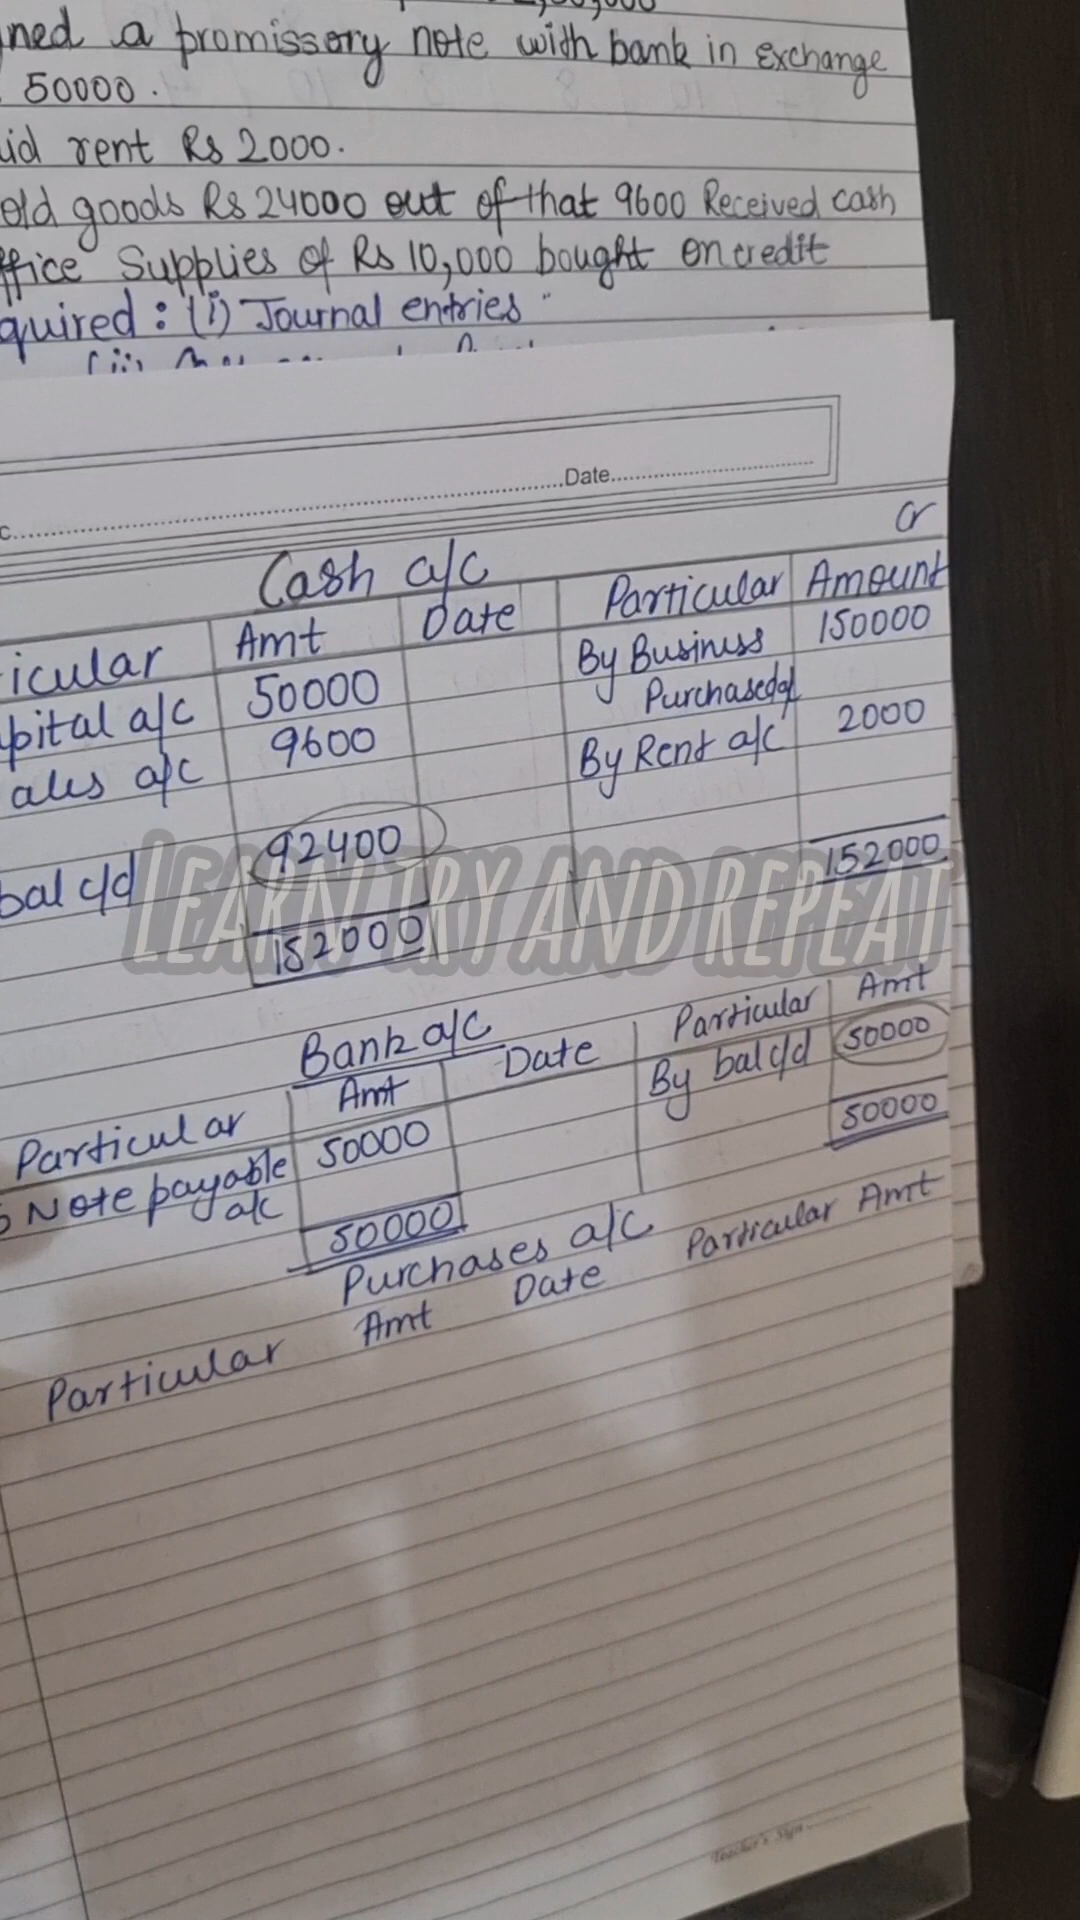 ned a promissory note with bank in exchange
50000.
id rent Rs 2000.
old goods Rs 24000 out of that 9600 Received cash
ffice Supplies of Rs 10,000 bought on credit
quired : (i) Journal entries
(ii)
Date
Cr
Cash a/c
icular Amt Date Particular Amount
pital a/c 50000 By Business 150000
Purchased a/c
ales a/c 9600 By Rent a/c 2000
bal c/d 92400
152000 152000
LEARN TRY AND REPEAT
Bank a/c
Particular Amt Date Particular Amt
Note payable 50000 By bal c/d 50000
a/c
50000 50000
Purchases a/c
Particular Amt Date Particular Amt
Teacher's Sign